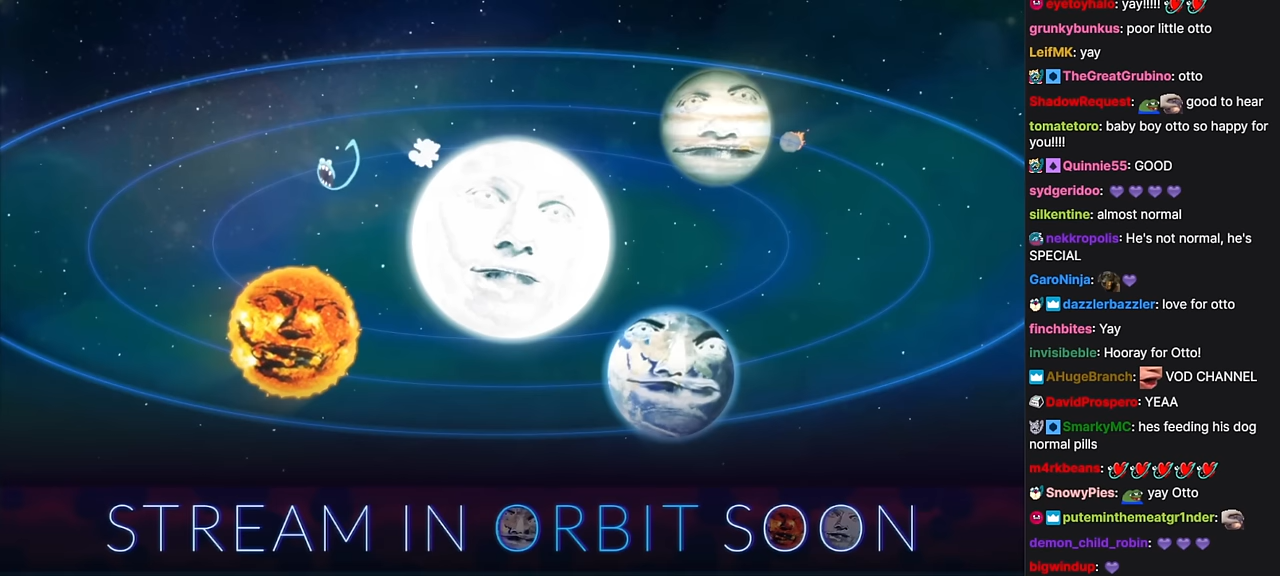 STREAM IN ORBIT SOON
eyetoyhalo: yay!!!!!
grunkybunkus: poor little otto
LeifMK: yay
TheGreatGrubino: otto
ShadowRequest: good to hear
tomatetoro: baby boy otto so happy for
you!!!!
Quinnie55: GOOD
sydgeridoo:
silkentine: almost normal
nekkropolis: He's not normal, he's
SPECIAL
GaroNinja:
dazzlerbazzler: love for otto
finchbites: Yay
invisibeble: Hooray for Otto!
AHugeBranch: VOD CHANNEL
DavidProspero: YEAA
SmarkyMC: hes feeding his dog
normal pills
m4rkbeans:
SnowyPies: yay Otto
puteminthemeatgr1nder:
demon_child_robin:
bigwindup: